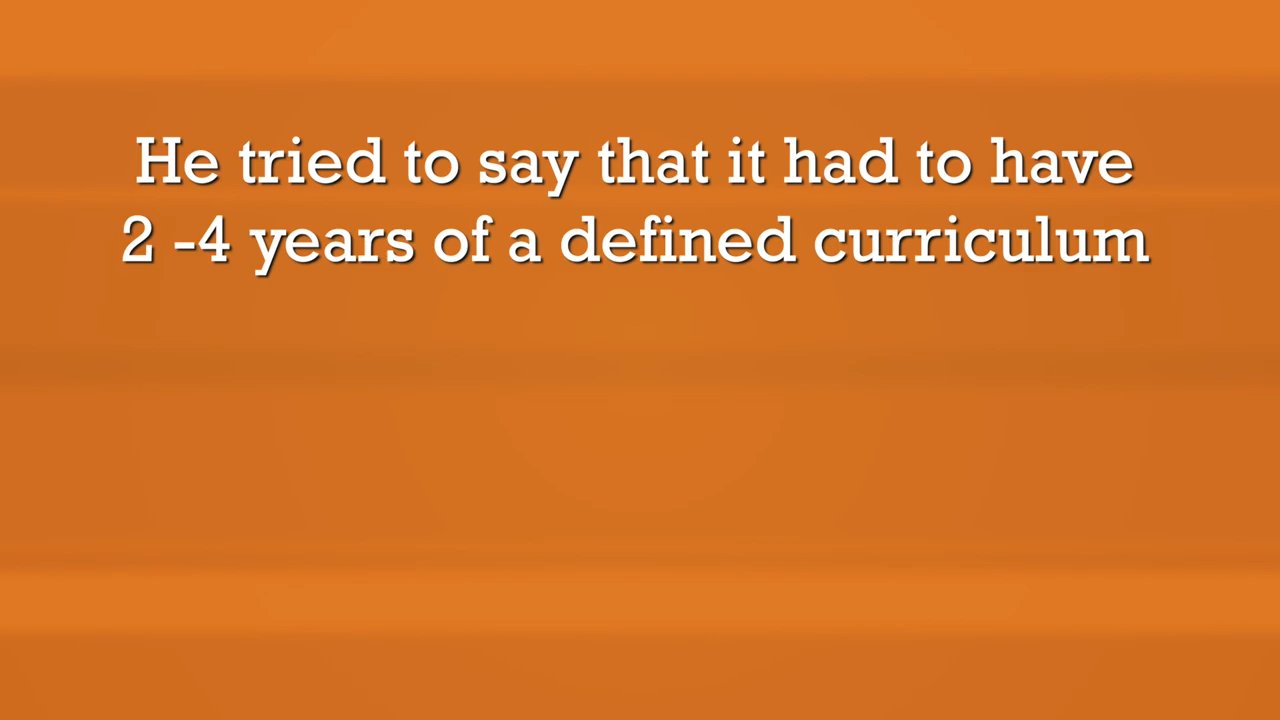 He tried to say that it had to have
2 -4 years of a defined curriculum